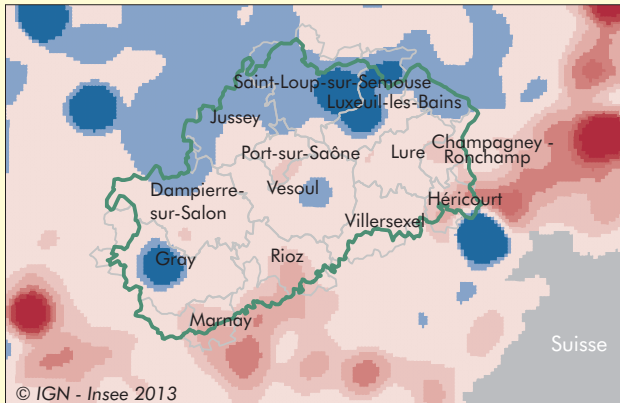 Saint-Loup-sur-Semouse
Luxeuil-les-Bains
Jussey
Port-sur-Saône
Lure
Champagney -
Ronchamp
Dampierre-
sur-Salon
Vesoul
Héricourt
Villersexel
Gray
Rioz
Marnay
Suisse
© IGN - Insee 2013